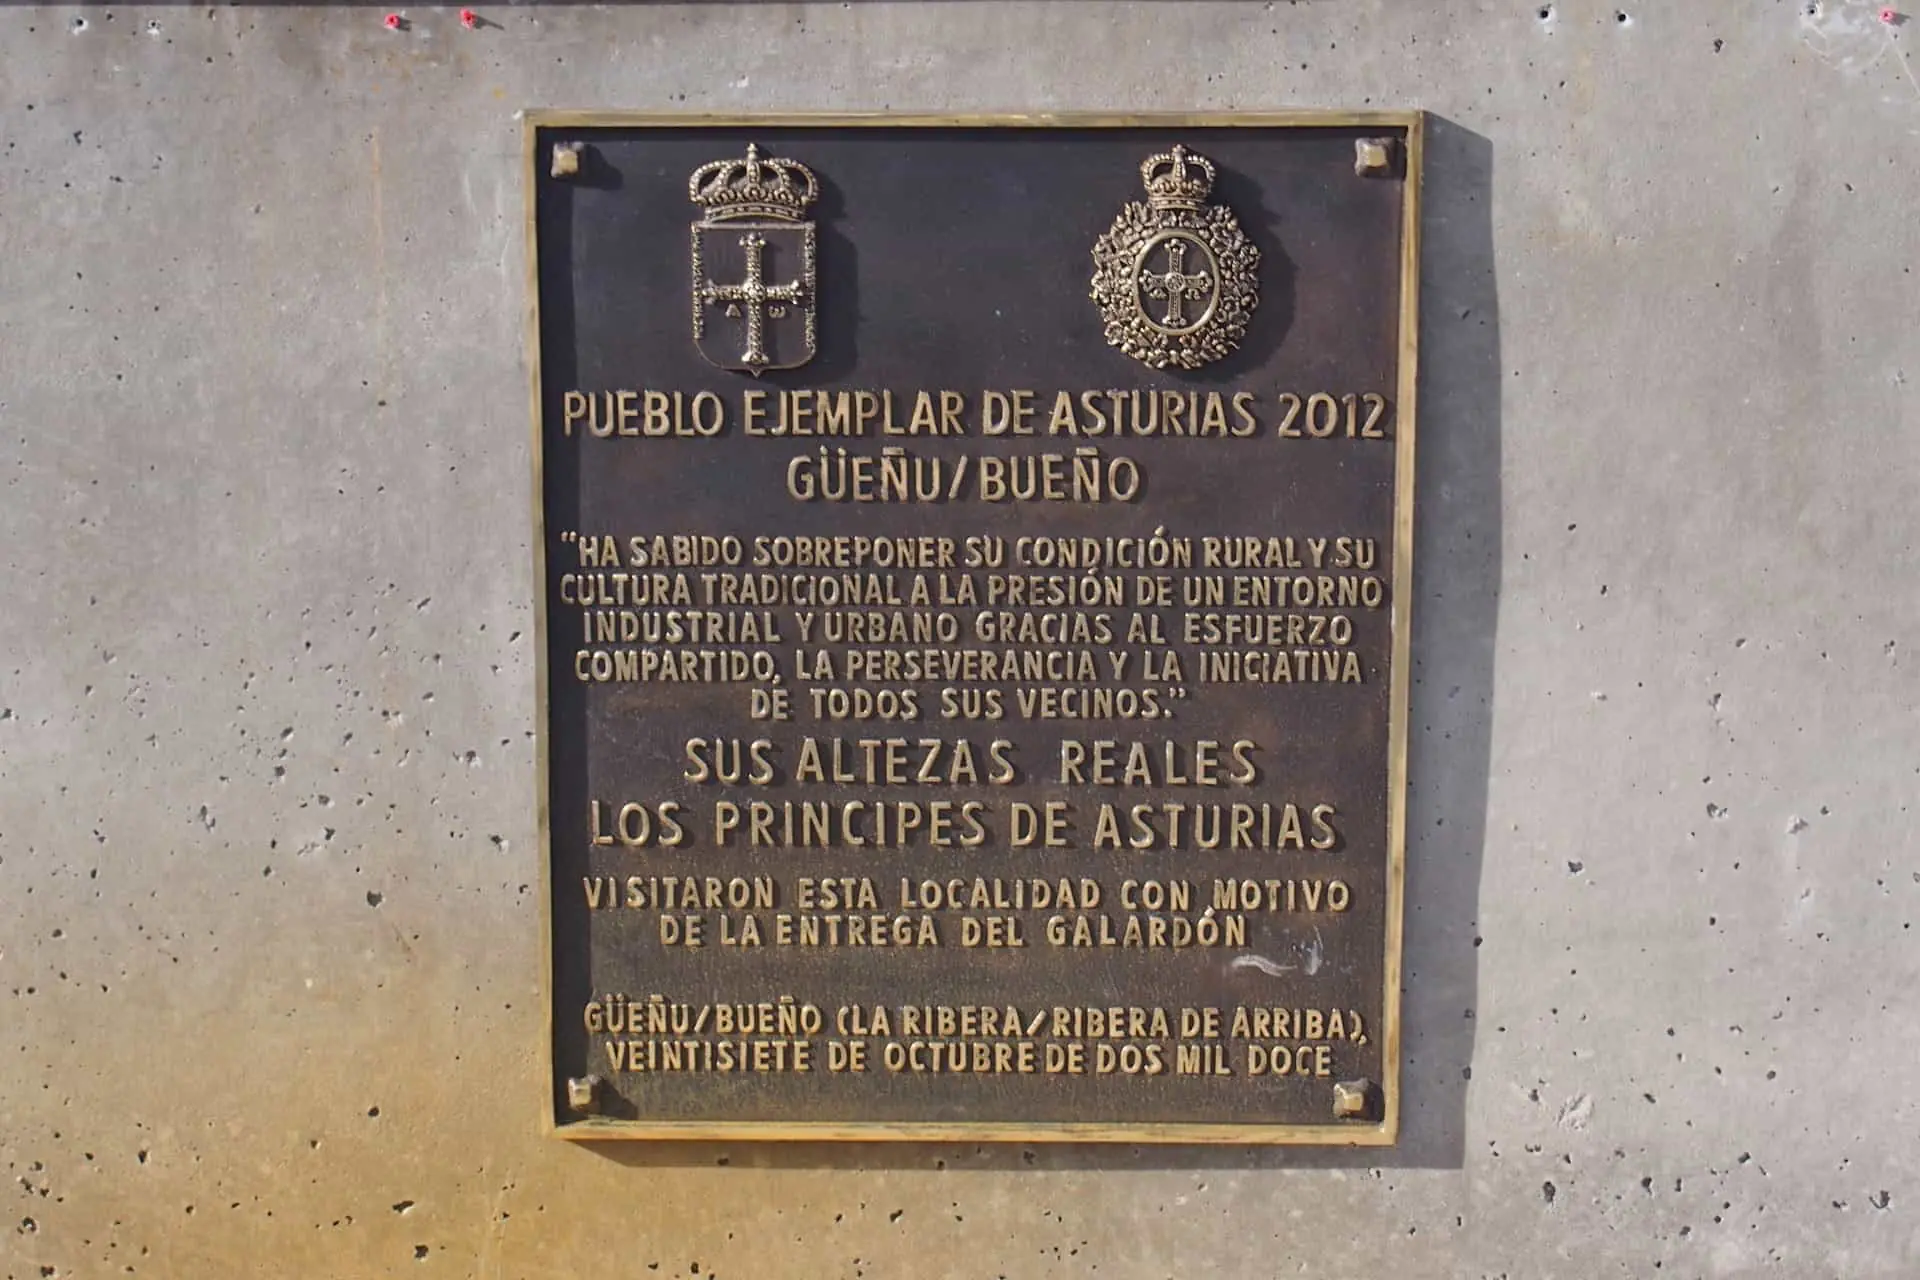 PUEBLO EJEMPLAR DE ASTURIAS 2012
GÜEÑU/BUEÑO
"HA SABIDO SOBREPONER SU CONDICIÓN RURAL Y SU
CULTURA TRADICIONAL A LA PRESIÓN DE UN ENTORNO
INDUSTRIAL Y URBANO GRACIAS AL ESFUERZO
COMPARTIDO, LA PERSEVERANCIA Y LA INICIATIVA
DE TODOS SUS VECINOS."
SUS ALTEZAS REALES
LOS PRINCIPES DE ASTURIAS
VISITARON ESTA LOCALIDAD CON MOTIVO
DE LA ENTREGA DEL GALARDÓN
GÜEÑU/BUEÑO (LA RIBERA/RIBERA DE ARRIBA),
VEINTISIETE DE OCTUBRE DE DOS MIL DOCE